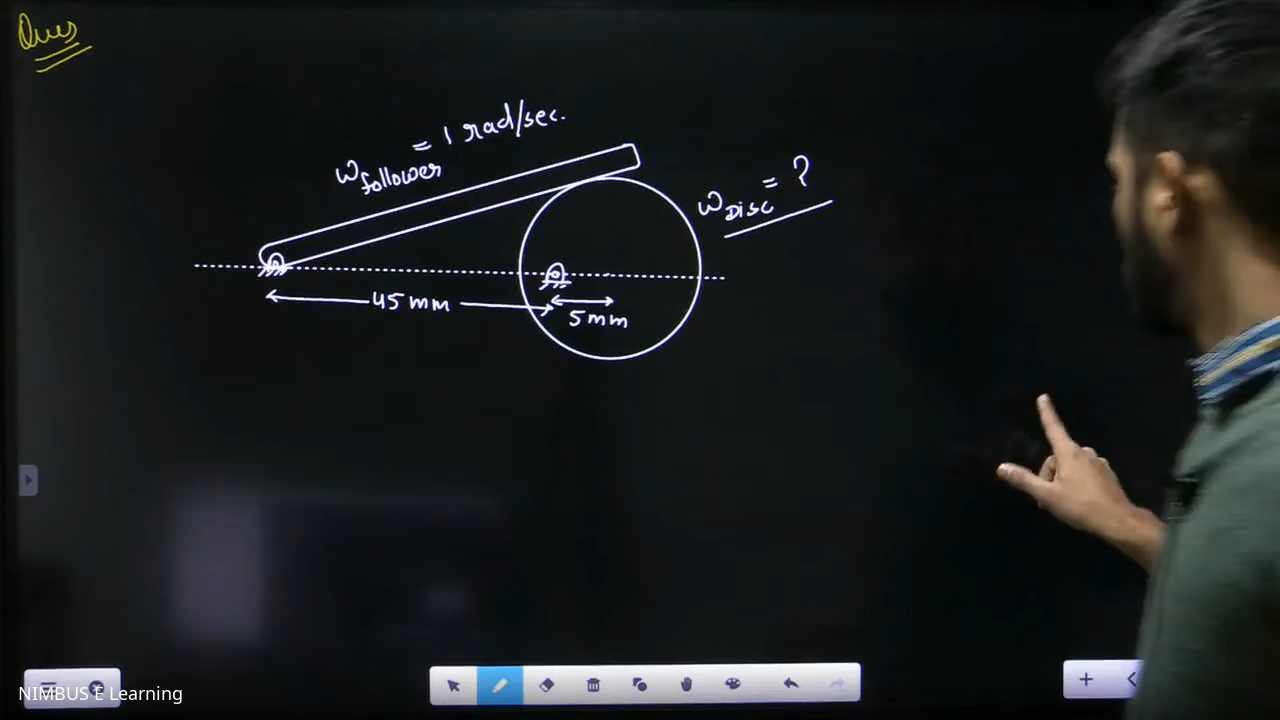 Ques
ω follower = 1 rad/sec.
ω Disc = ?
45 mm
5 mm
NIMBUS E Learning